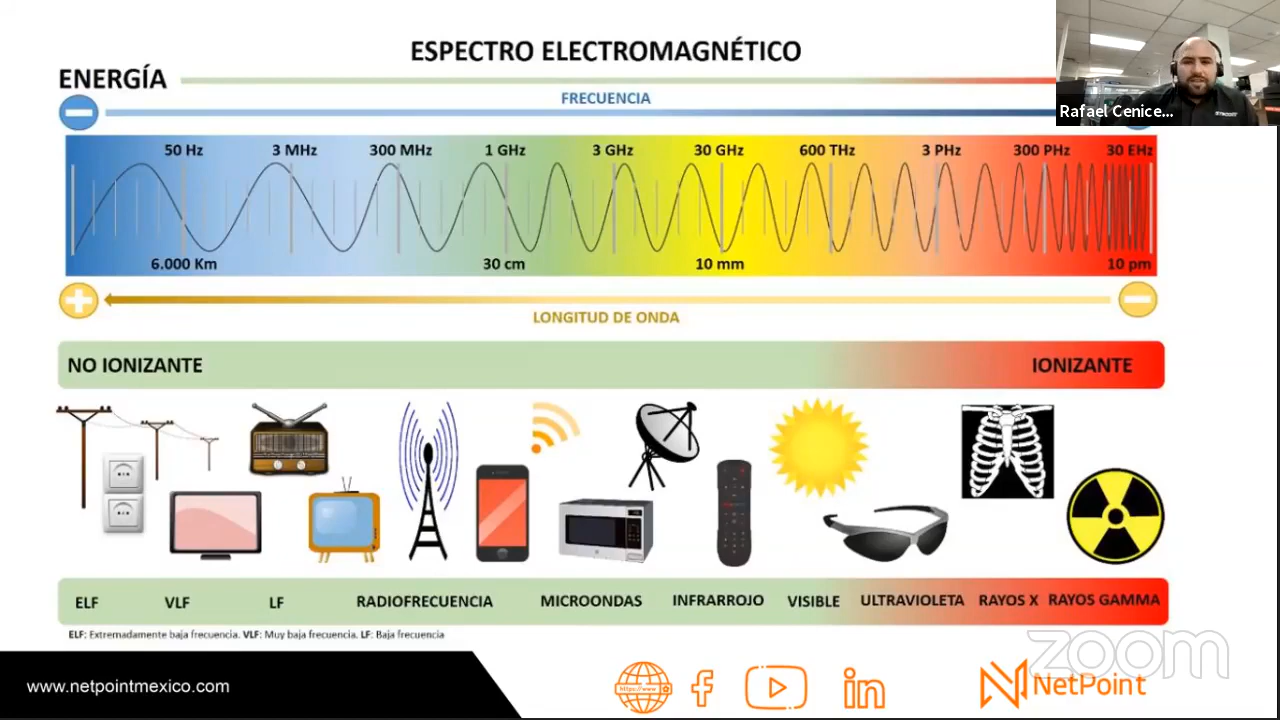 ESPECTRO ELECTROMAGNÉTICO
ENERGÍA
FRECUENCIA
Rafael Cenice...
50 Hz 3 MHz 300 MHz 1 GHz 3 GHz 30 GHz 600 THz 3 PHz 300 PHz 30 EHz
6.000 Km 30 cm 10 mm 10 pm
LONGITUD DE ONDA
NO IONIZANTE IONIZANTE
ELF VLF LF RADIOFRECUENCIA MICROONDAS INFRARROJO VISIBLE ULTRAVIOLETA RAYOS X RAYOS GAMMA
ELF: Extremadamente baja frecuencia. VLF: Muy baja frecuencia. LF: Baja frecuencia
zoom
www.netpointmexico.com
https://www
NetPoint